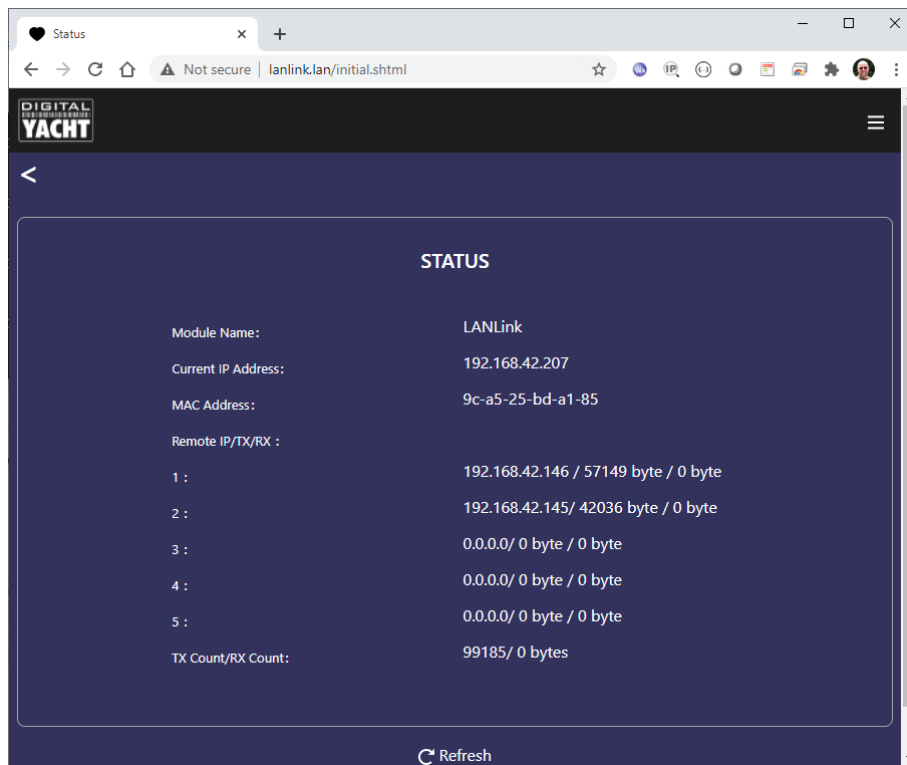 Status
Not secure | lanlink.lan/initial.shtml
DIGITAL
YACHT
<
STATUS
Module Name: LANLink
Current IP Address: 192.168.42.207
MAC Address: 9c-a5-25-bd-a1-85
Remote IP/TX/RX :
1 : 192.168.42.146 / 57149 byte / 0 byte
2 : 192.168.42.145/ 42036 byte / 0 byte
3 : 0.0.0.0/ 0 byte / 0 byte
4 : 0.0.0.0/ 0 byte / 0 byte
5 : 0.0.0.0/ 0 byte / 0 byte
TX Count/RX Count: 99185/ 0 bytes
Refresh